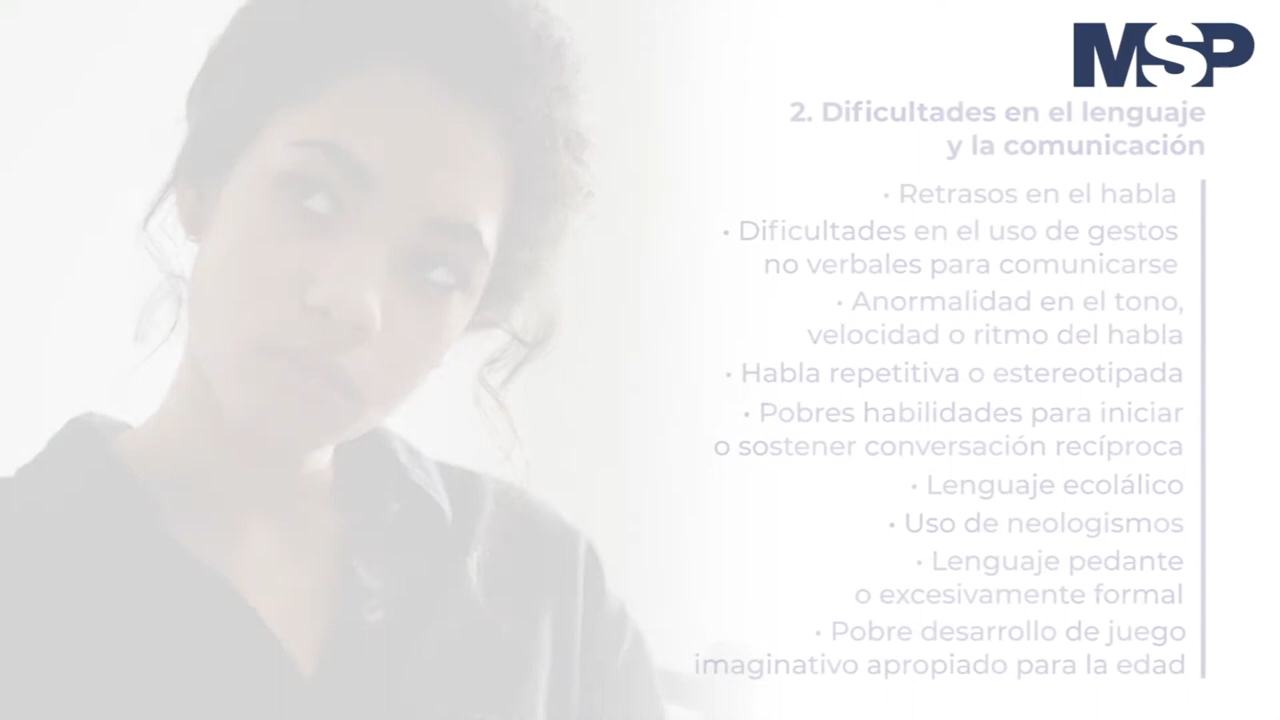 MSP
2. Dificultades en el lenguaje
y la comunicación
• Retrasos en el habla
• Dificultades en el uso de gestos
no verbales para comunicarse
• Anormalidad en el tono,
velocidad o ritmo del habla
• Habla repetitiva o estereotipada
• Pobres habilidades para iniciar
o sostener conversación recíproca
• Lenguaje ecolálico
• Uso de neologismos
• Lenguaje pedante
o excesivamente formal
• Pobre desarrollo de juego
imaginativo apropiado para la edad